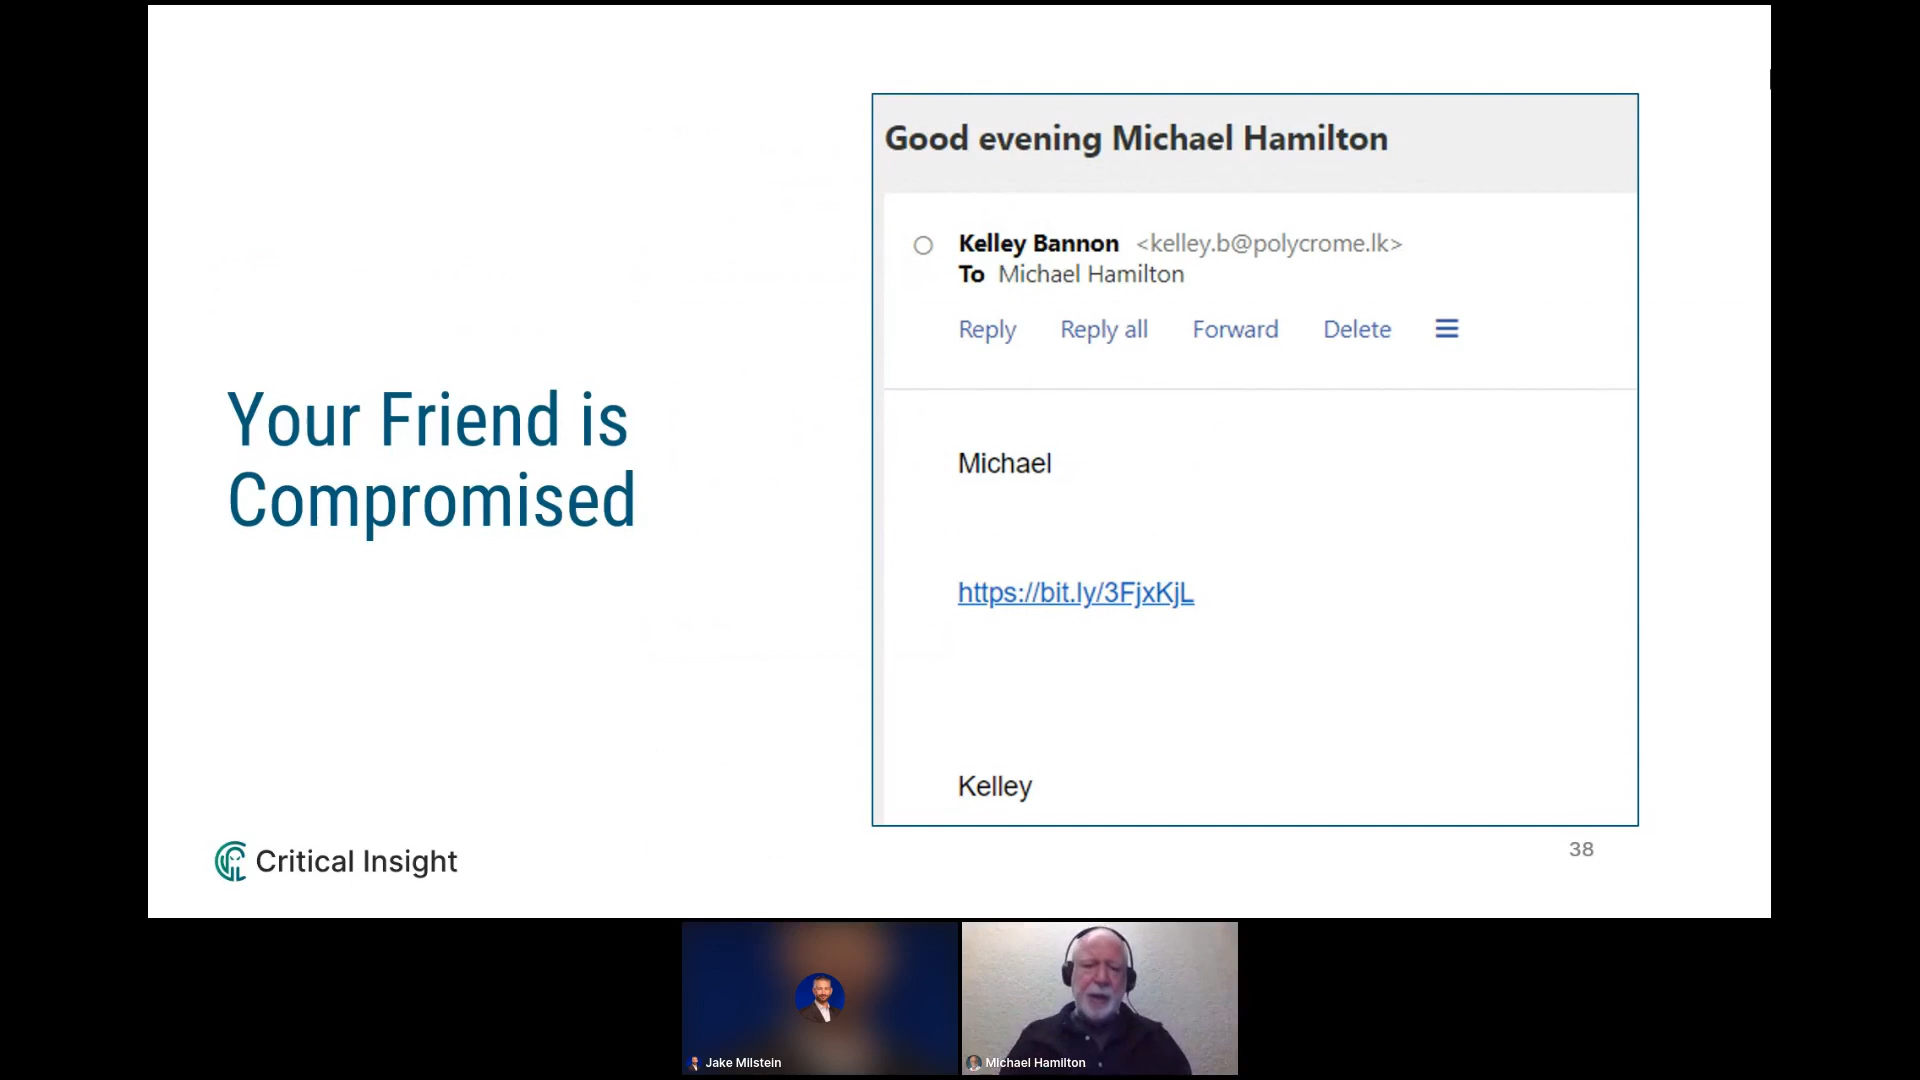 Good evening Michael Hamilton
Kelley Bannon <kelley.b@polycrome.lk>
To Michael Hamilton
Reply Reply all Forward Delete
Your Friend is
Compromised
Michael
https://bit.ly/3FjxKjL
Kelley
Critical Insight
38
Jake Milstein
Michael Hamilton